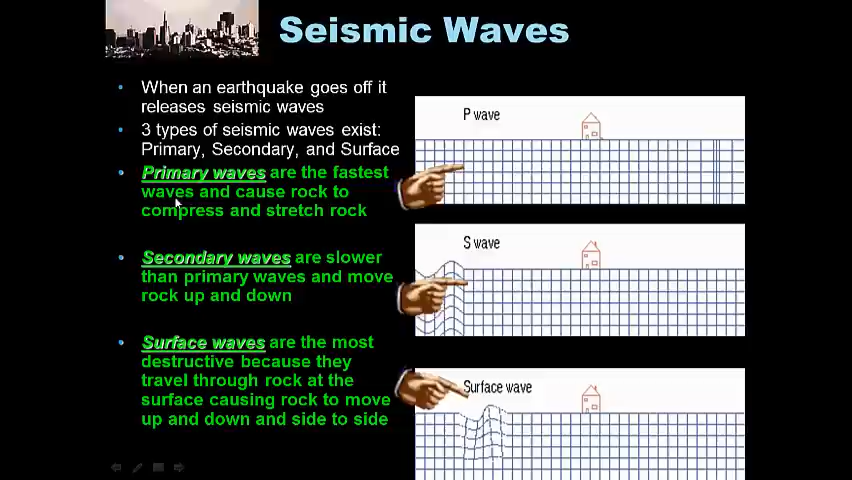 Seismic Waves
When an earthquake goes off it
releases seismic waves
3 types of seismic waves exist:
Primary, Secondary, and Surface
Primary waves are the fastest
waves and cause rock to
compress and stretch rock
Secondary waves are slower
than primary waves and move
rock up and down
Surface waves are the most
destructive because they
travel through rock at the
surface causing rock to move
up and down and side to side
P wave
S wave
Surface wave